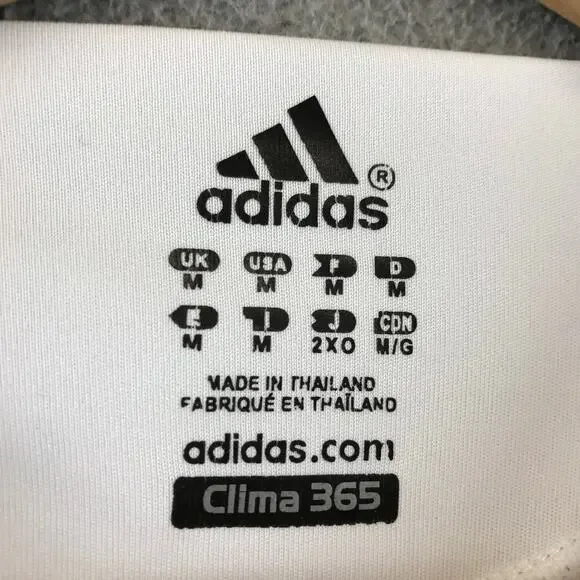 adidas®
UK USA F D
M M M M
E I J CDN
M M 2XO M/G
MADE IN THAILAND
FABRIQUÉ EN THAÏLAND
adidas.com
Clima 365